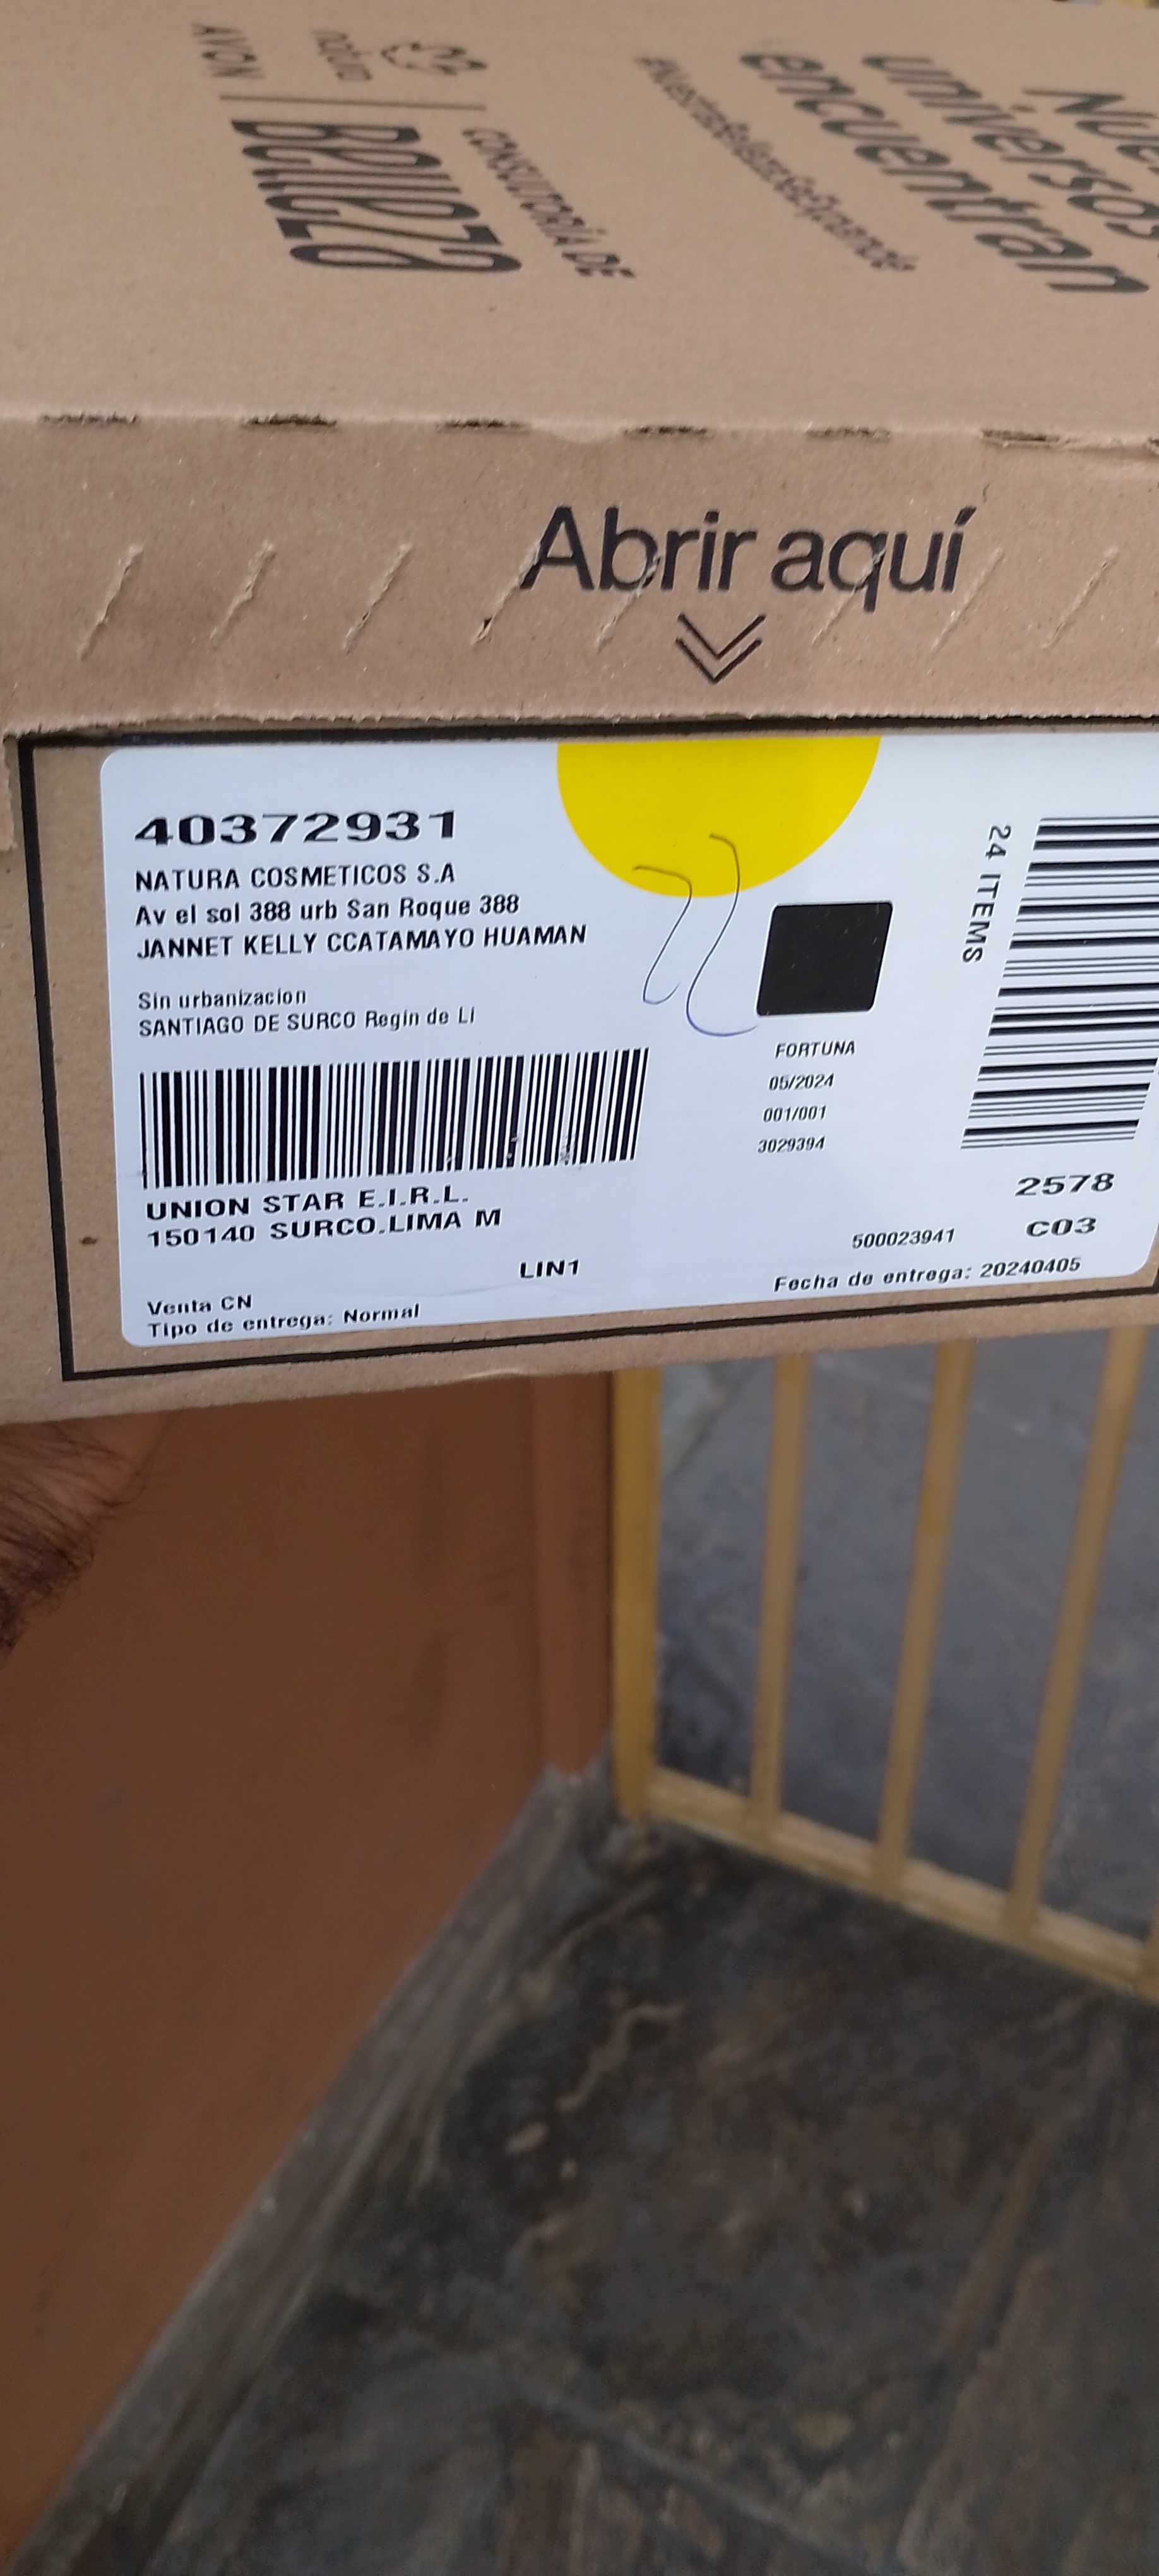 AVON
natura
CONSULTORÍA DE
Belleza
universos
encuentran
Abrir aquí
40372931
NATURA COSMETICOS S.A
Av el sol 388 urb San Roque 388
JANNET KELLY CCATAMAYO HUAMAN
Sin urbanizacion
SANTIAGO DE SURCO Regin de Li
UNION STAR E.I.R.L.
150140 SURCO.LIMA M
LIN1
Venta CN
Tipo de entrega: Normal
FORTUNA
05/2024
001/001
3029394
24 ITEMS
2578
500023941 C03
Fecha de entrega: 20240405